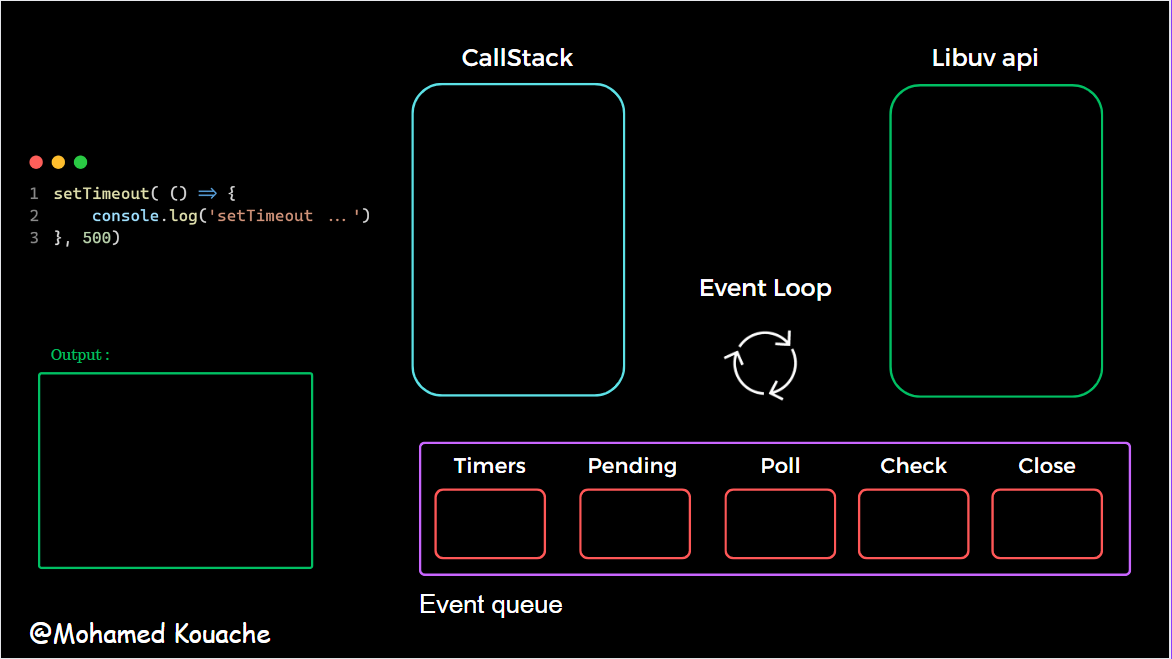 CallStack
Libuv api
1 setTimeout( () => {
2     console.log('setTimeout ...')
3 }, 500)
Event Loop
Output :
Timers Pending Poll Check Close
Event queue
@Mohamed Kouache